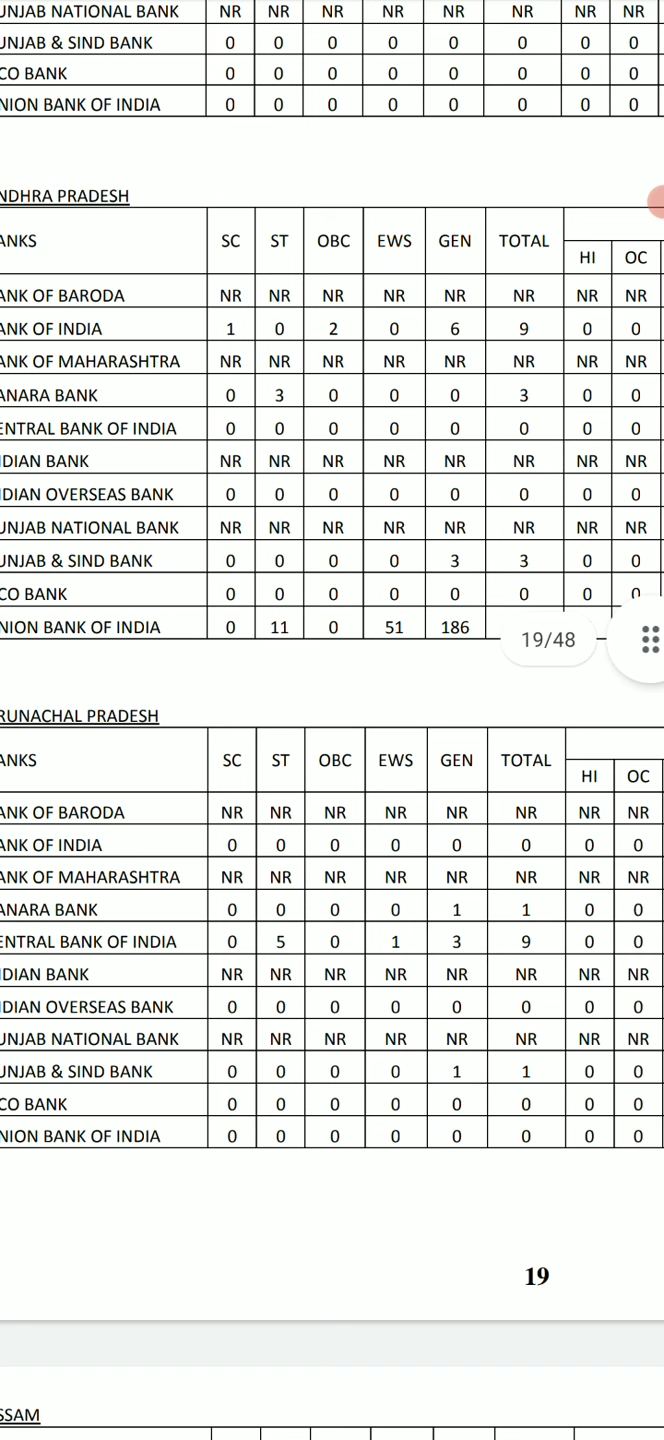 UNJAB NATIONAL BANK NR NR NR NR NR NR NR NR
UNJAB & SIND BANK 0 0 0 0 0 0 0 0
CO BANK 0 0 0 0 0 0 0 0
NION BANK OF INDIA 0 0 0 0 0 0 0 0
NDHRA PRADESH
ANKS SC ST OBC EWS GEN TOTAL
HI OC
ANK OF BARODA NR NR NR NR NR NR NR NR
ANK OF INDIA 1 0 2 0 6 9 0 0
ANK OF MAHARASHTRA NR NR NR NR NR NR NR NR
ANARA BANK 0 3 0 0 0 3 0 0
ENTRAL BANK OF INDIA 0 0 0 0 0 0 0 0
NDIAN BANK NR NR NR NR NR NR NR NR
NDIAN OVERSEAS BANK 0 0 0 0 0 0 0 0
UNJAB NATIONAL BANK NR NR NR NR NR NR NR NR
UNJAB & SIND BANK 0 0 0 0 3 3 0 0
CO BANK 0 0 0 0 0 0 0 0
NION BANK OF INDIA 0 11 0 51 186
19/48
RUNACHAL PRADESH
ANKS SC ST OBC EWS GEN TOTAL
HI OC
ANK OF BARODA NR NR NR NR NR NR NR NR
ANK OF INDIA 0 0 0 0 0 0 0 0
ANK OF MAHARASHTRA NR NR NR NR NR NR NR NR
ANARA BANK 0 0 0 0 1 1 0 0
ENTRAL BANK OF INDIA 0 5 0 1 3 9 0 0
NDIAN BANK NR NR NR NR NR NR NR NR
NDIAN OVERSEAS BANK 0 0 0 0 0 0 0 0
UNJAB NATIONAL BANK NR NR NR NR NR NR NR NR
UNJAB & SIND BANK 0 0 0 0 1 1 0 0
CO BANK 0 0 0 0 0 0 0 0
NION BANK OF INDIA 0 0 0 0 0 0 0 0
19
SSAM